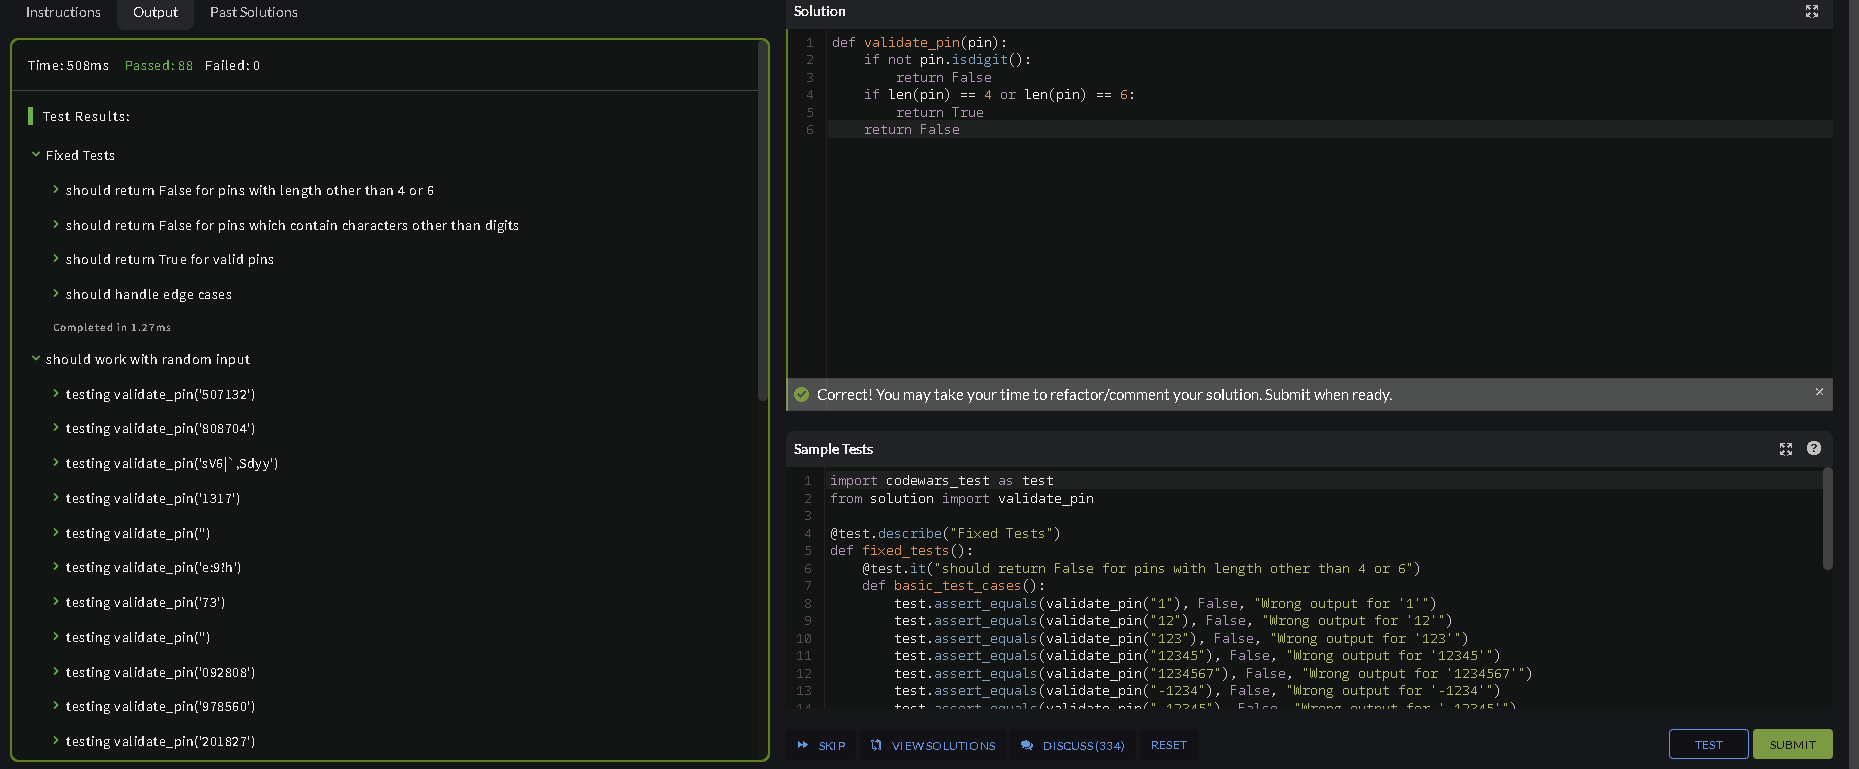 Instructions
Output
Past Solutions
Time: 508ms Passed: 88 Failed: 0
Test Results:
Fixed Tests
should return False for pins with length other than 4 or 6
should return False for pins which contain characters other than digits
should return True for valid pins
should handle edge cases
Completed in 1.27ms
should work with random input
testing validate_pin('507132')
testing validate_pin('808704')
testing validate_pin('sV6|`,Sdyy')
testing validate_pin('1317')
testing validate_pin('')
testing validate_pin('e:9!h')
testing validate_pin('73')
testing validate_pin('')
testing validate_pin('092808')
testing validate_pin('978560')
testing validate_pin('201827')
Solution
1 def validate_pin(pin):
2     if not pin.isdigit():
3         return False
4     if len(pin) == 4 or len(pin) == 6:
5         return True
6     return False
Correct! You may take your time to refactor/comment your solution. Submit when ready.
Sample Tests
1 import codewars_test as test
2 from solution import validate_pin
3
4 @test.describe("Fixed Tests")
5 def fixed_tests():
6     @test.it("should return False for pins with length other than 4 or 6")
7     def basic_test_cases():
8         test.assert_equals(validate_pin("1"), False, "Wrong output for '1'")
9         test.assert_equals(validate_pin("12"), False, "Wrong output for '12'")
10         test.assert_equals(validate_pin("123"), False, "Wrong output for '123'")
11         test.assert_equals(validate_pin("12345"), False, "Wrong output for '12345'")
12         test.assert_equals(validate_pin("1234567"), False, "Wrong output for '1234567'")
13         test.assert_equals(validate_pin("-1234"), False, "Wrong output for '-1234'")
14         test.assert_equals(validate_pin("-12345"), False, "Wrong output for '-12345'")
SKIP
VIEW SOLUTIONS
DISCUSS (334)
RESET
TEST
SUBMIT